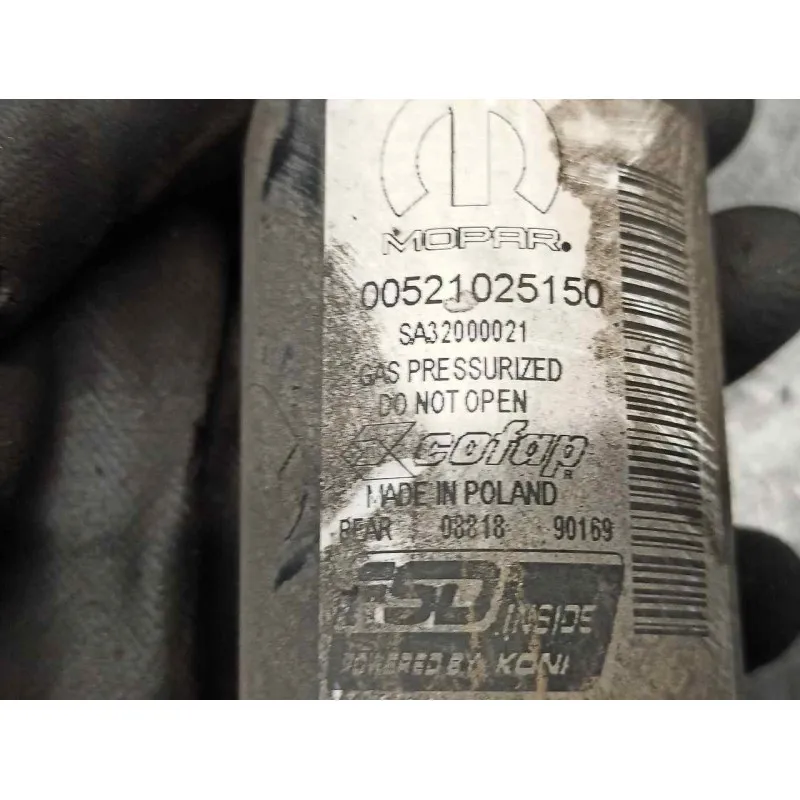 MOPAR®
00521025150
SA32000021
GAS PRESSURIZED
DO NOT OPEN
cofap®
MADE IN POLAND
REAR 08818 90169
FSD INSIDE
POWERED BY KONI